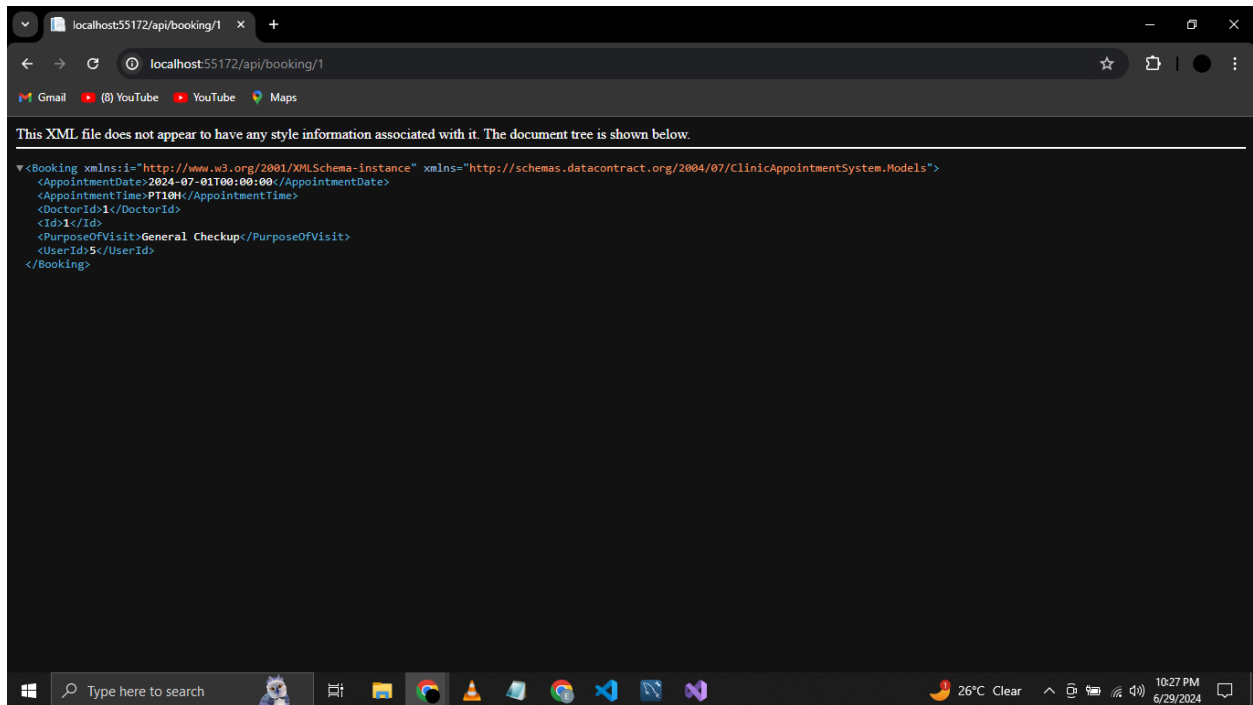 localhost:55172/api/booking/1
localhost:55172/api/booking/1
Gmail (8) YouTube YouTube Maps
This XML file does not appear to have any style information associated with it. The document tree is shown below.
▼<Booking xmlns:i="http://www.w3.org/2001/XMLSchema-instance" xmlns="http://schemas.datacontract.org/2004/07/ClinicAppointmentSystem.Models">
<AppointmentDate>2024-07-01T00:00:00</AppointmentDate>
<AppointmentTime>PT10H</AppointmentTime>
<DoctorId>1</DoctorId>
<Id>1</Id>
<PurposeOfVisit>General Checkup</PurposeOfVisit>
<UserId>5</UserId>
</Booking>
Type here to search
26°C Clear
10:27 PM
6/29/2024